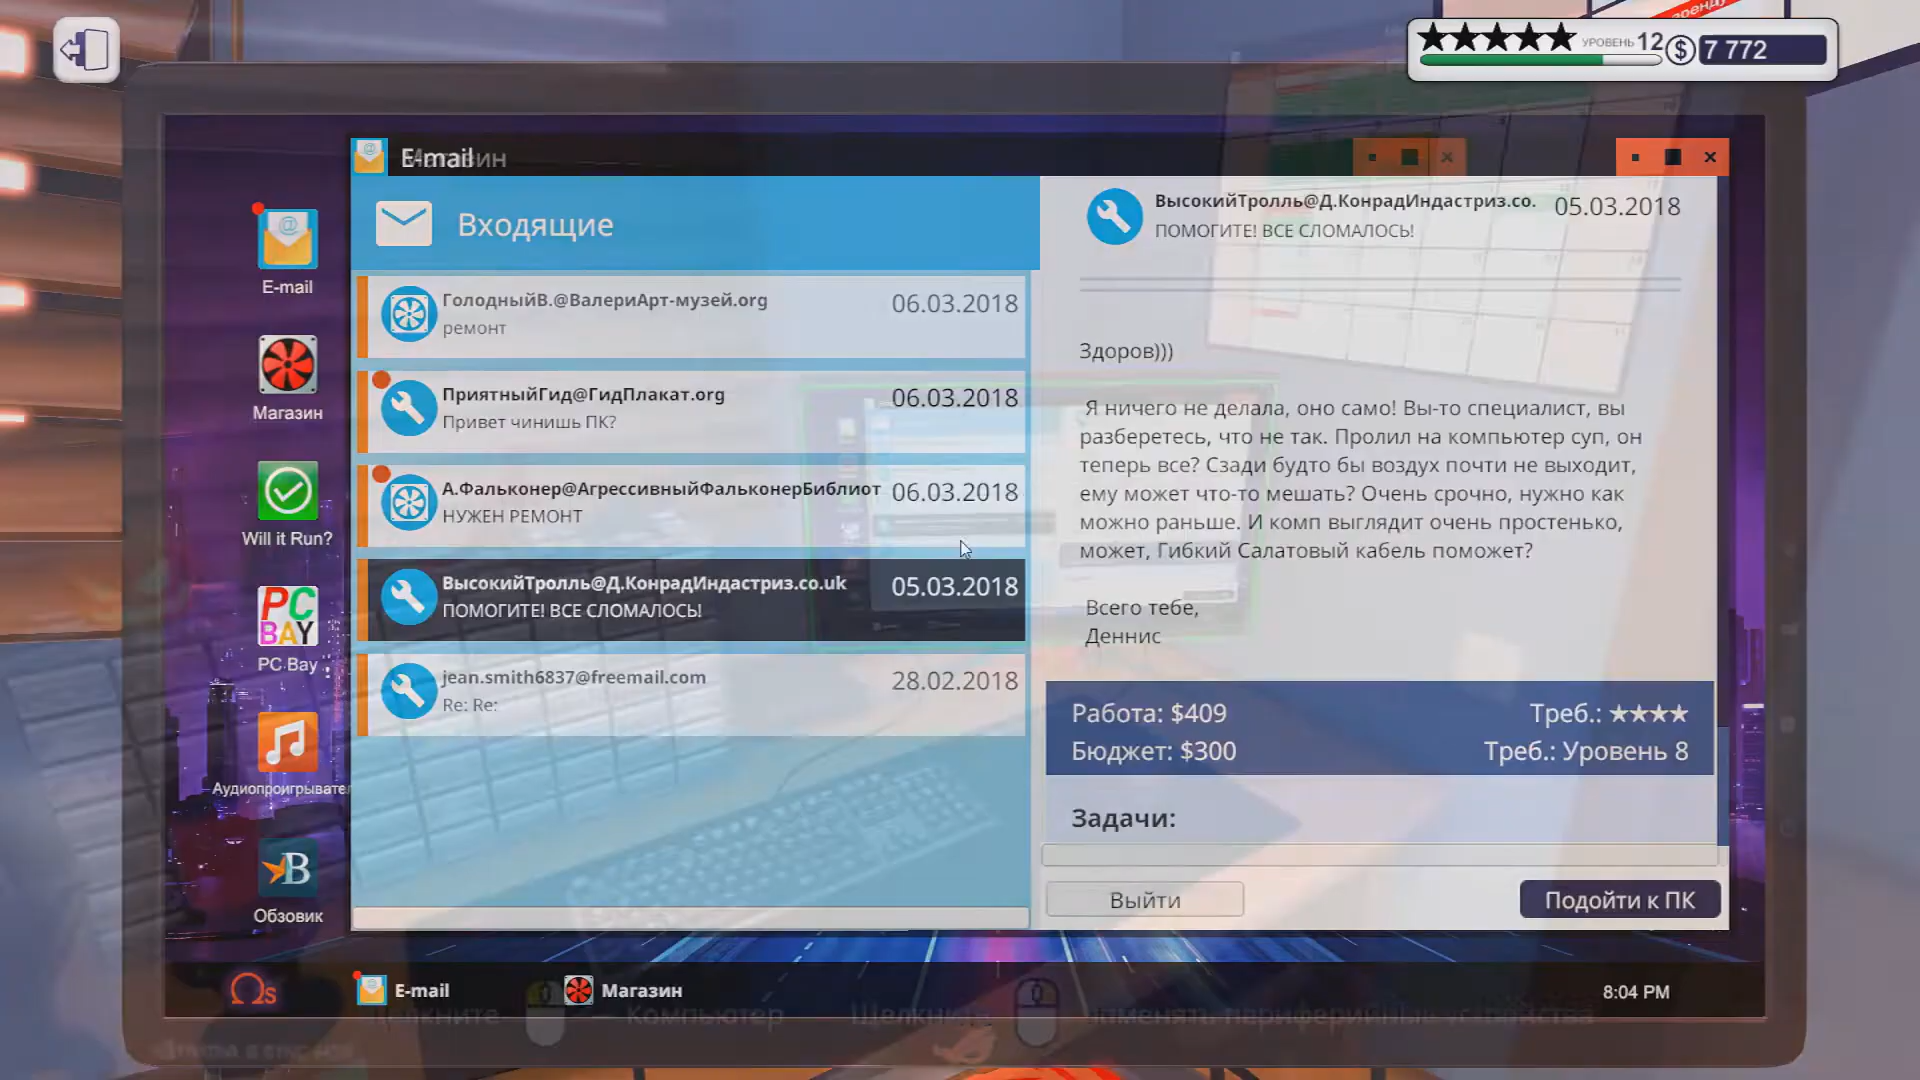 УРОВЕНЬ 12
$ 7 772
E-mail
Входящие
ГолодныйВ.@ВалериАрт-музей.org
06.03.2018
ремонт
ПриятныйГид@ГидПлакат.org
06.03.2018
Привет чинишь ПК?
А.Фальконер@АгрессивныйФальконерБиблиот
06.03.2018
НУЖЕН РЕМОНТ
ВысокийТролль@Д.КонрадИндастриз.co.uk
05.03.2018
ПОМОГИТЕ! ВСЕ СЛОМАЛОСЬ!
jean.smith6837@freemail.com
28.02.2018
Re: Re:
ВысокийТролль@Д.КонрадИндастриз.co.
05.03.2018
ПОМОГИТЕ! ВСЕ СЛОМАЛОСЬ!
Здоров)))
Я ничего не делала, оно само! Вы-то специалист, вы
разберетесь, что не так. Пролил на компьютер суп, он
теперь все? Сзади будто бы воздух почти не выходит,
ему может что-то мешать? Очень срочно, нужно как
можно раньше. И комп выглядит очень простенько,
может, Гибкий Салатовый кабель поможет?
Всего тебе,
Деннис
Работа: $409
Треб.: ★★★★
Бюджет: $300
Треб.: Уровень 8
Задачи:
Выйти
Подойти к ПК
E-mail
Магазин
Will it Run?
PC BAY
PC Bay
Аудиопроигрывател
B
Обзовик
Ωs
E-mail
Магазин
8:04 PM
Компьютер